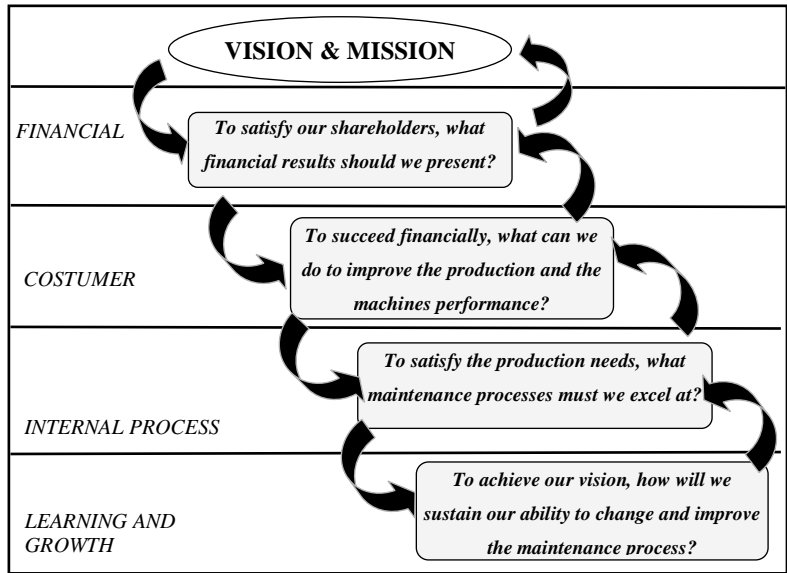 VISION & MISSION
FINANCIAL
To satisfy our shareholders, what
financial results should we present?
COSTUMER
To succeed financially, what can we
do to improve the production and the
machines performance?
INTERNAL PROCESS
To satisfy the production needs, what
maintenance processes must we excel at?
LEARNING AND
GROWTH
To achieve our vision, how will we
sustain our ability to change and improve
the maintenance process?